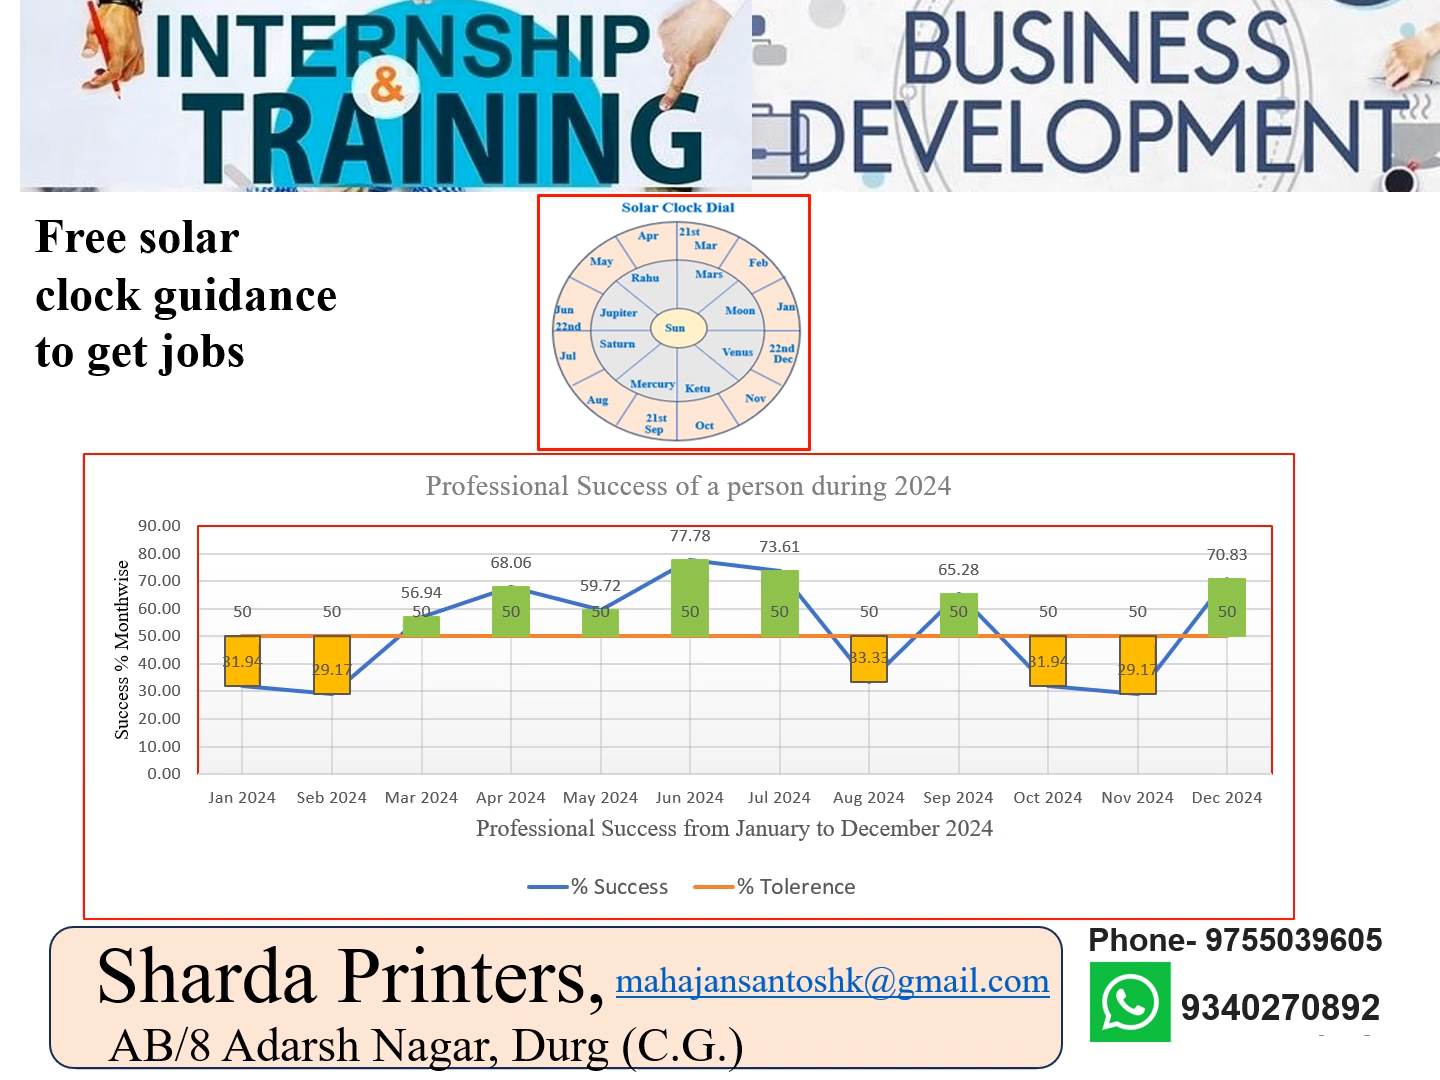 INTERNSHIP
&
TRAINING
BUSINESS
DEVELOPMENT
Free solar
clock guidance
to get jobs
Solar Clock Dial
Apr
21st
Mar
May
Feb
Rahu
Mars
Jun
22nd
Jupiter
Moon
Jan
Sun
Jul
Saturn
Venus
22nd
Dec
Mercury
Ketu
Aug
Nov
21st
Sep
Oct
Professional Success of a person during 2024
Success % Monthwise
90.00
80.00
70.00
60.00
50.00
40.00
30.00
20.00
10.00
0.00
77.78
73.61
70.83
68.06
65.28
59.72
56.94
50 50 50 50 50 50 50 50 50 50 50 50
31.94 29.17 33.33 31.94 29.17
Jan 2024 Seb 2024 Mar 2024 Apr 2024 May 2024 Jun 2024 Jul 2024 Aug 2024 Sep 2024 Oct 2024 Nov 2024 Dec 2024
Professional Success from January to December 2024
% Success % Tolerence
Sharda Printers, mahajansantoshk@gmail.com
AB/8 Adarsh Nagar, Durg (C.G.)
Phone- 9755039605
9340270892